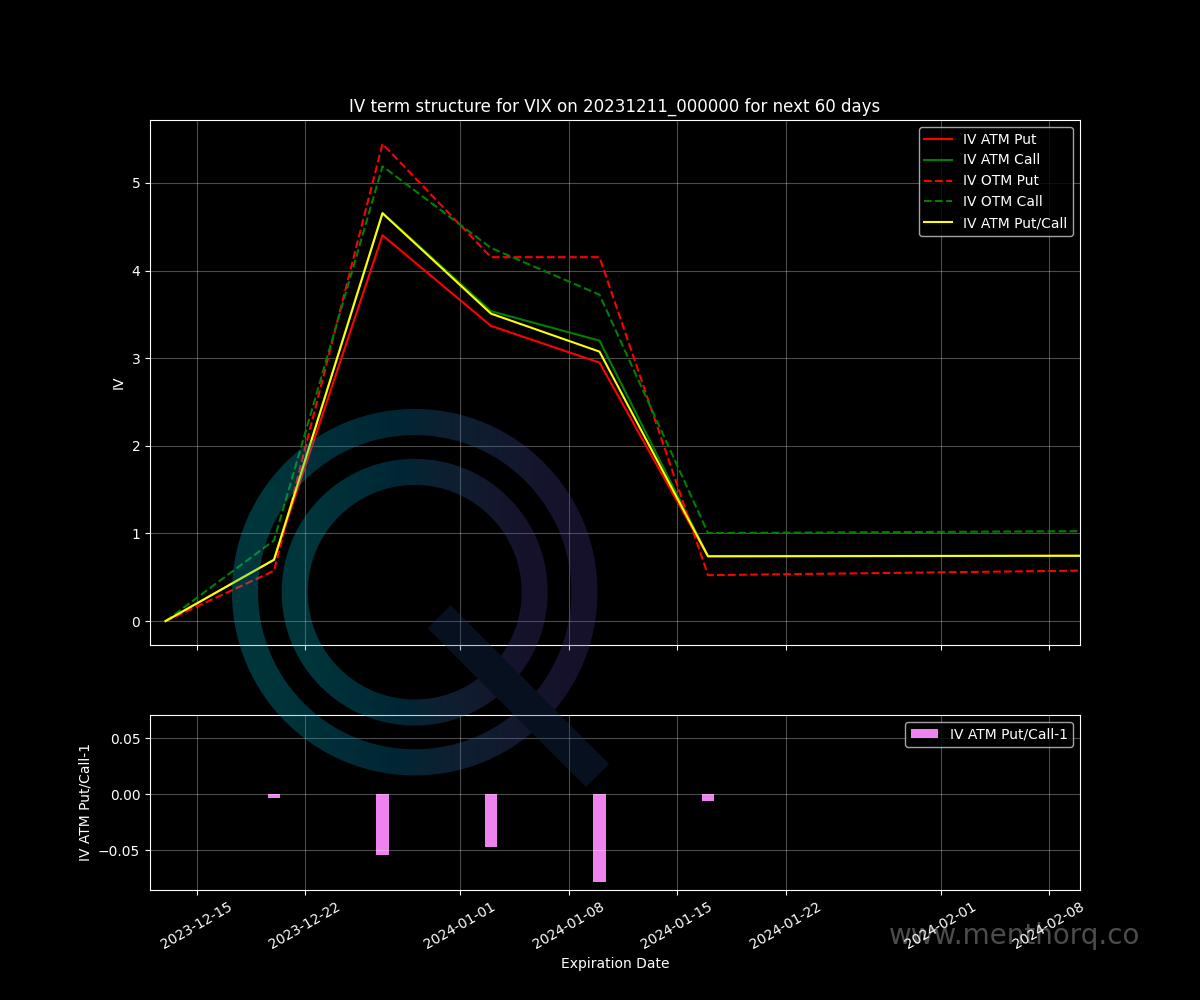 IV term structure for VIX on 20231211_000000 for next 60 days
IV ATM Put
IV ATM Call
IV OTM Put
IV OTM Call
IV ATM Put/Call
5
4
3
2
1
0
IV
IV ATM Put/Call-1
0.05
0.00
−0.05
IV ATM Put/Call-1
2023-12-15
2023-12-22
2024-01-01
2024-01-08
2024-01-15
2024-01-22
2024-02-01
2024-02-08
www.menthorq.co
Expiration Date